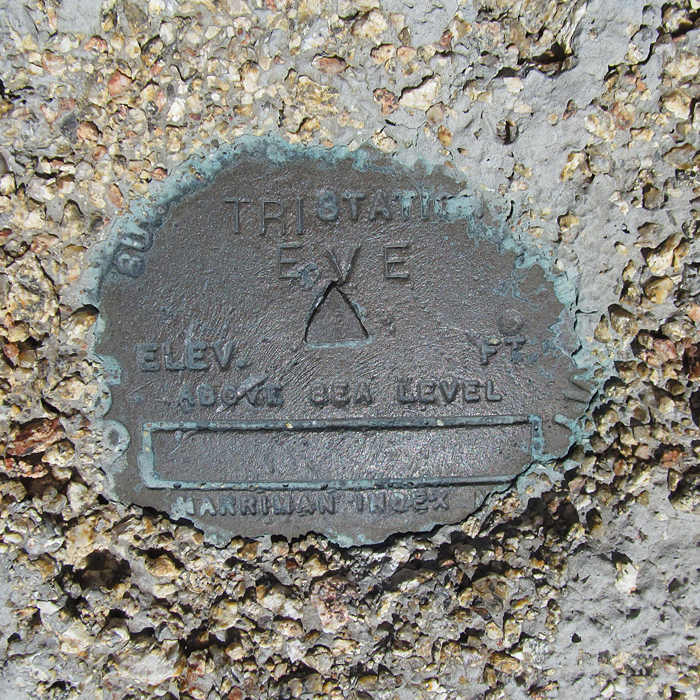 TRI STATION
EVE
ELEV. FT.
ABOVE SEA LEVEL
HARRIMAN INDEX